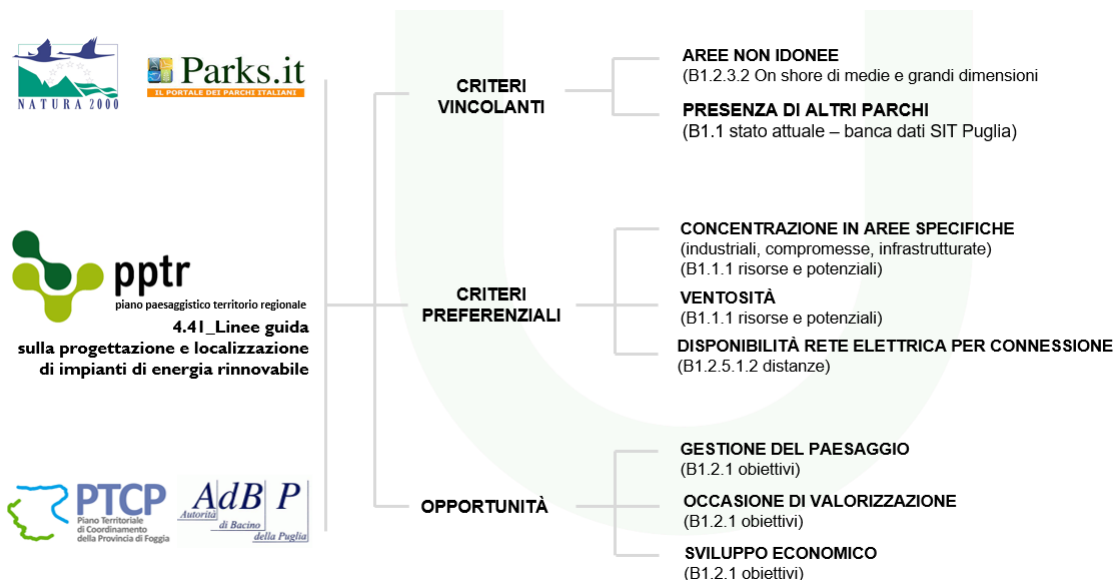 NATURA 2000
Parks.it
IL PORTALE DEI PARCHI ITALIANI
pptr
piano paesaggistico territorio regionale
4.41_Linee guida
sulla progettazione e localizzazione
di impianti di energia rinnovabile
PTCP
Piano Territoriale
di Coordinamento
della Provincia di Foggia
AdB P
Autorità
di Bacino
della Puglia
CRITERI
VINCOLANTI
AREE NON IDONEE
(B1.2.3.2 On shore di medie e grandi dimensioni
PRESENZA DI ALTRI PARCHI
(B1.1 stato attuale – banca dati SIT Puglia)
CRITERI
PREFERENZIALI
CONCENTRAZIONE IN AREE SPECIFICHE
(industriali, compromesse, infrastrutturate)
(B1.1.1 risorse e potenziali)
VENTOSITÀ
(B1.1.1 risorse e potenziali)
DISPONIBILITÀ RETE ELETTRICA PER CONNESSIONE
(B1.2.5.1.2 distanze)
OPPORTUNITÀ
GESTIONE DEL PAESAGGIO
(B1.2.1 obiettivi)
OCCASIONE DI VALORIZZAZIONE
(B1.2.1 obiettivi)
SVILUPPO ECONOMICO
(B1.2.1 obiettivi)